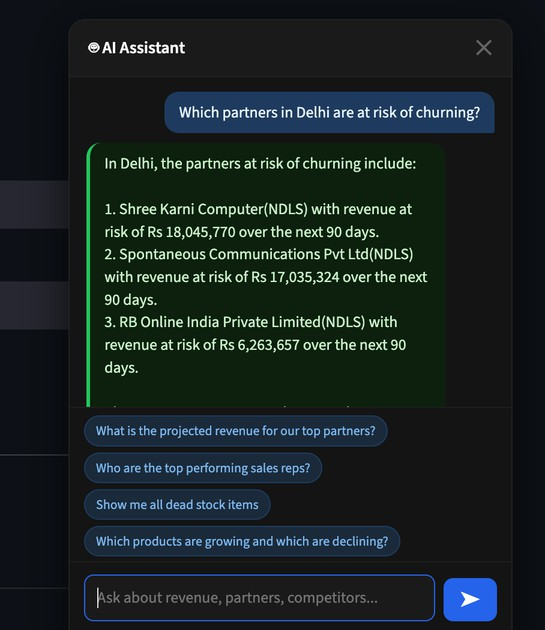 AI Assistant
Which partners in Delhi are at risk of churning?
In Delhi, the partners at risk of churning include:
1. Shree Karni Computer(NDLS) with revenue at
risk of Rs 18,045,770 over the next 90 days.
2. Spontaneous Communications Pvt Ltd(NDLS)
with revenue at risk of Rs 17,035,324 over the next
90 days.
3. RB Online India Private Limited(NDLS) with
revenue at risk of Rs 6,263,657 over the next 90
days.
What is the projected revenue for our top partners?
Who are the top performing sales reps?
Show me all dead stock items
Which products are growing and which are declining?
Ask about revenue, partners, competitors...